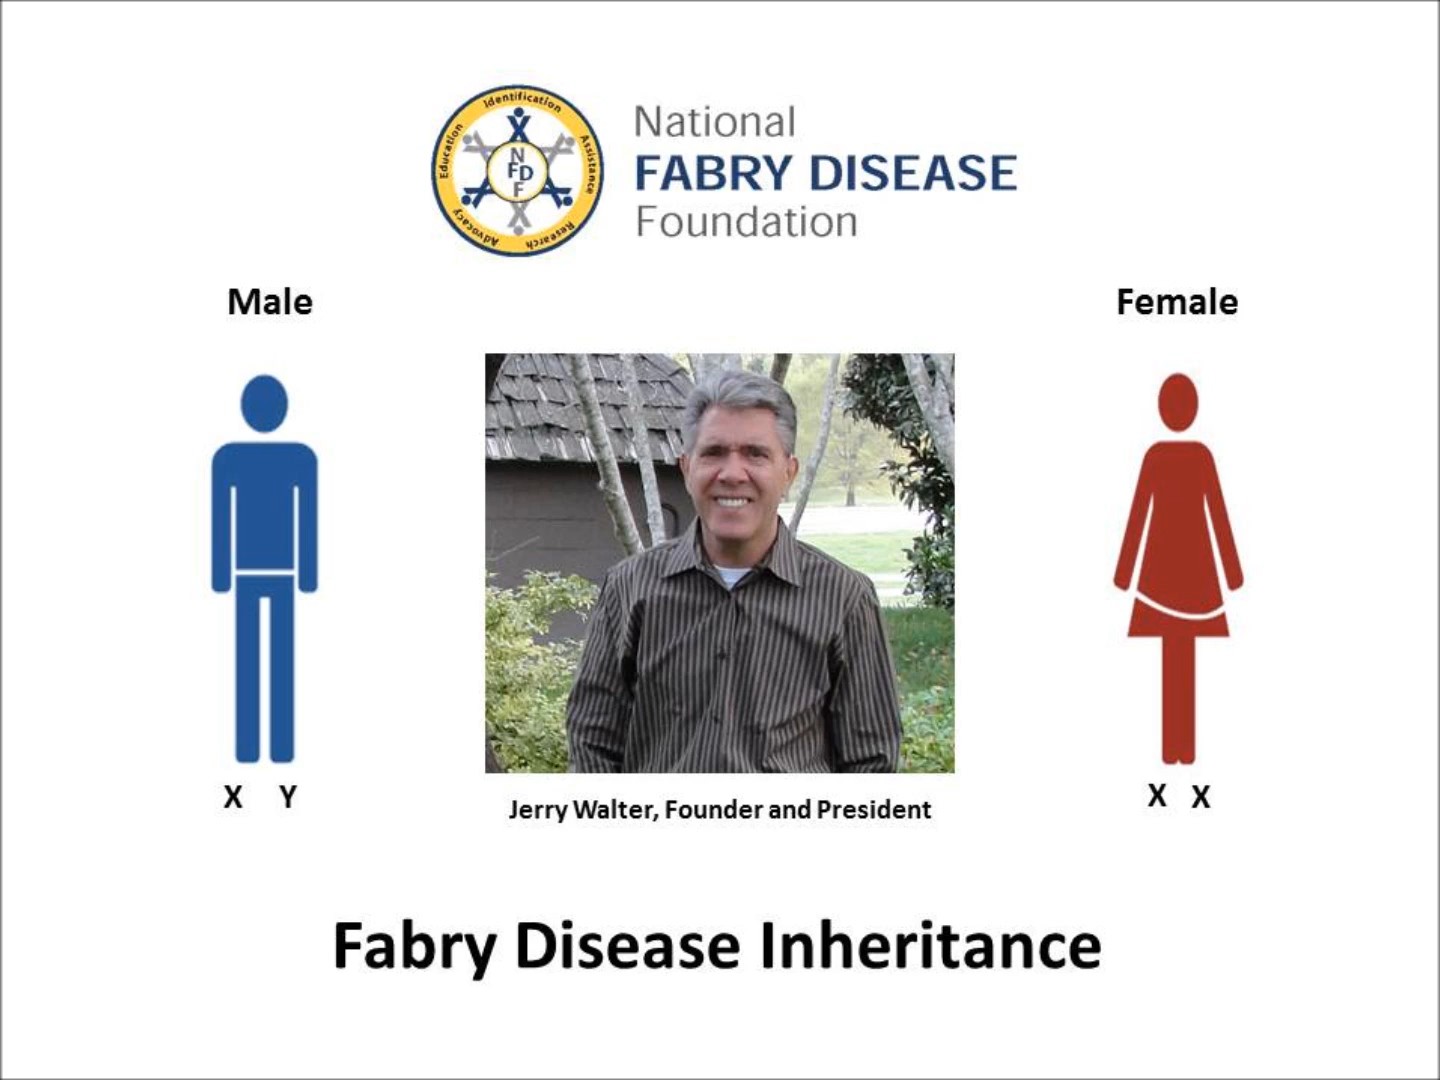 Identification
Education
Assistance
Advocacy
Research
N
FD
F
National
FABRY DISEASE
Foundation
Male
Female
X Y
X X
Jerry Walter, Founder and President
Fabry Disease Inheritance